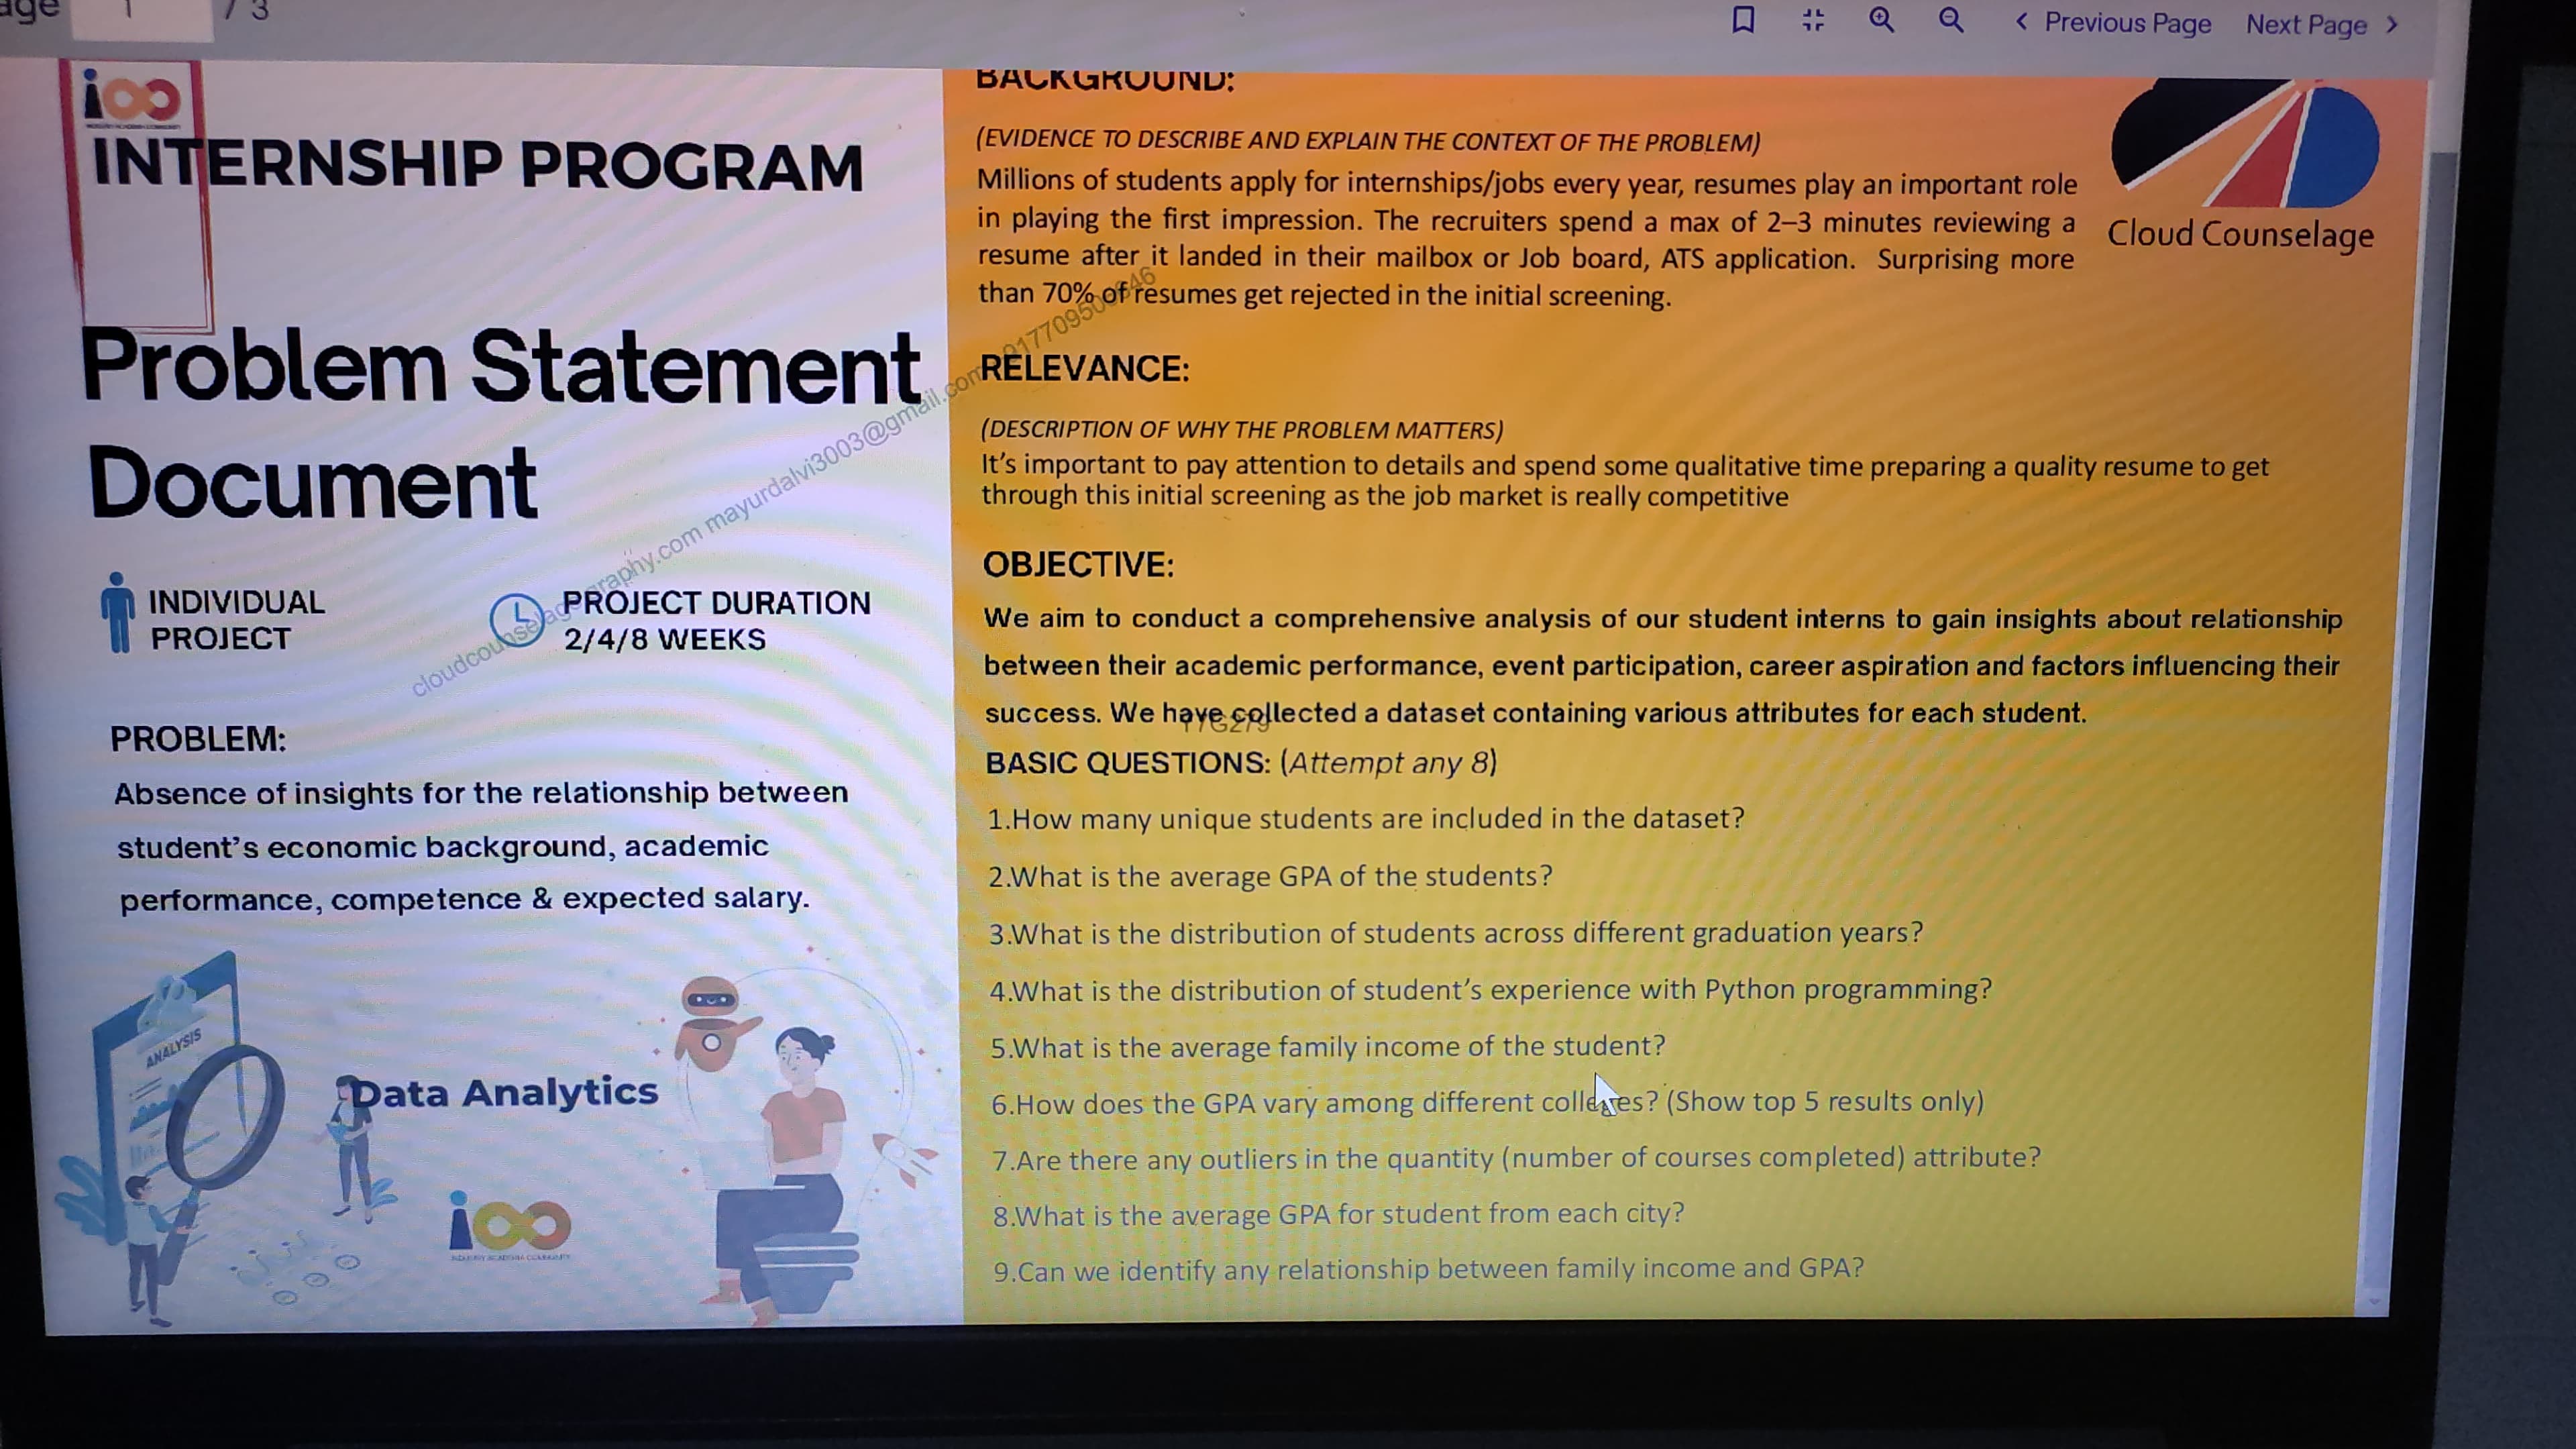 1 / 3
Previous Page Next Page
INTERNSHIP PROGRAM
Problem Statement
Document
INDIVIDUAL
PROJECT
PROJECT DURATION
2/4/8 WEEKS
PROBLEM:
Absence of insights for the relationship between
student's economic background, academic
performance, competence & expected salary.
ANALYSIS
Data Analytics
BACKGROUND:
(EVIDENCE TO DESCRIBE AND EXPLAIN THE CONTEXT OF THE PROBLEM)
Millions of students apply for internships/jobs every year, resumes play an important role
in playing the first impression. The recruiters spend a max of 2–3 minutes reviewing a
resume after it landed in their mailbox or Job board, ATS application. Surprising more
than 70% of resumes get rejected in the initial screening.
Cloud Counselage
RELEVANCE:
(DESCRIPTION OF WHY THE PROBLEM MATTERS)
It's important to pay attention to details and spend some qualitative time preparing a quality resume to get
through this initial screening as the job market is really competitive
OBJECTIVE:
We aim to conduct a comprehensive analysis of our student interns to gain insights about relationship
between their academic performance, event participation, career aspiration and factors influencing their
success. We have collected a dataset containing various attributes for each student.
BASIC QUESTIONS: (Attempt any 8)
1.How many unique students are included in the dataset?
2.What is the average GPA of the students?
3.What is the distribution of students across different graduation years?
4.What is the distribution of student's experience with Python programming?
5.What is the average family income of the student?
6.How does the GPA vary among different colleges? (Show top 5 results only)
7.Are there any outliers in the quantity (number of courses completed) attribute?
8.What is the average GPA for student from each city?
9.Can we identify any relationship between family income and GPA?
mayurdalvi3003@gmail.com